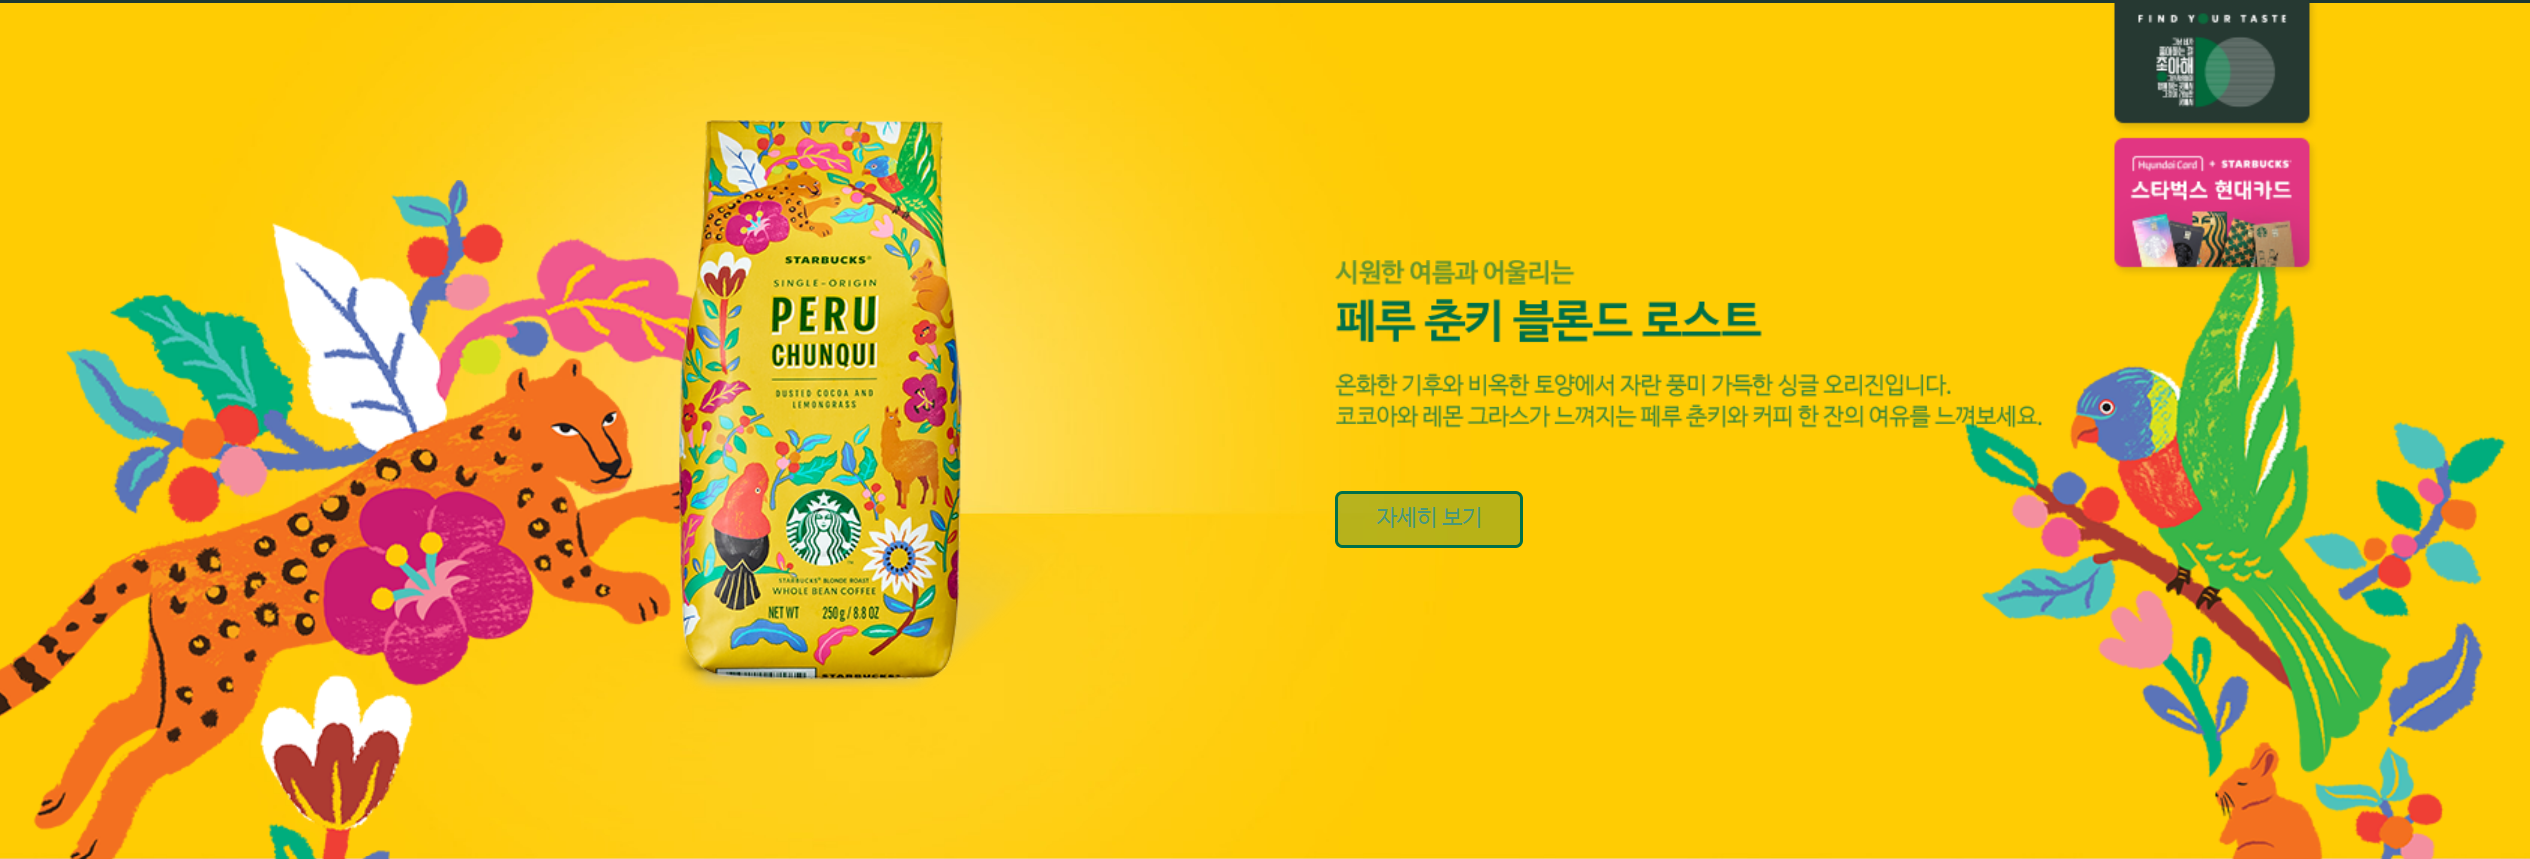 FIND YOUR TASTE
좋아하는 걸
좋아해
Hyundai Card + STARBUCKS
스타벅스 현대카드
STARBUCKS®
SINGLE-ORIGIN
PERU
CHUNQUI
DUSTED COCOA AND
LEMONGRASS
STARBUCKS® BLONDE ROAST
WHOLE BEAN COFFEE
NET WT 250g / 8.8 OZ
STARBUCKS
시원한 여름과 어울리는
페루 춘키 블론드 로스트
온화한 기후와 비옥한 토양에서 자란 풍미 가득한 싱글 오리진입니다.
코코아와 레몬 그라스가 느껴지는 페루 춘키와 커피 한 잔의 여유를 느껴보세요.
자세히 보기